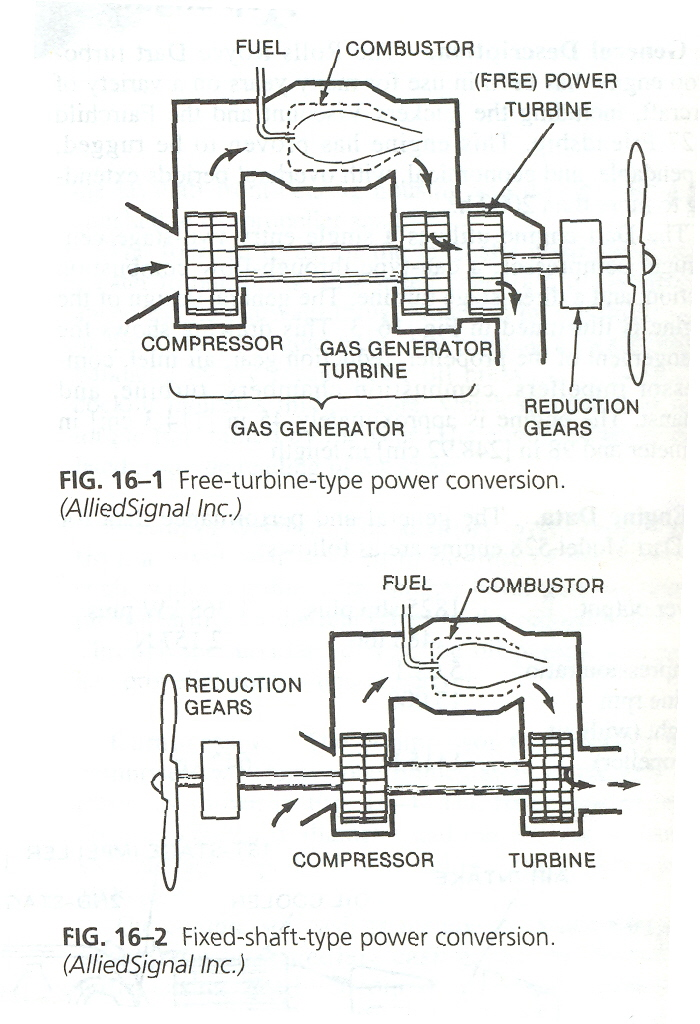 FUEL
COMBUSTOR
(FREE) POWER
TURBINE
COMPRESSOR
GAS GENERATOR
TURBINE
GAS GENERATOR
REDUCTION
GEARS
FIG. 16–1 Free-turbine-type power conversion.
(AlliedSignal Inc.)
FUEL
COMBUSTOR
REDUCTION
GEARS
COMPRESSOR
TURBINE
FIG. 16–2 Fixed-shaft-type power conversion.
(AlliedSignal Inc.)